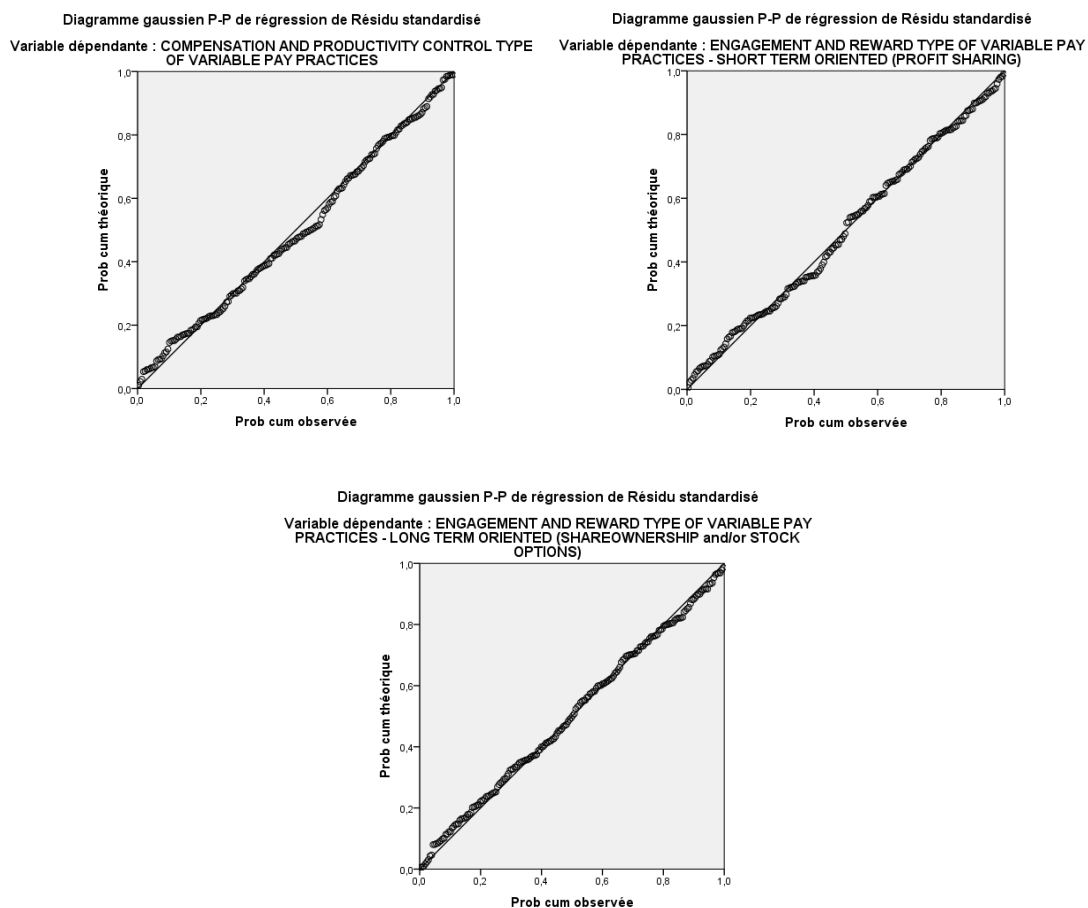 Diagramme gaussien P-P de régression de Résidu standardisé
Variable dépendante : COMPENSATION AND PRODUCTIVITY CONTROL TYPE
OF VARIABLE PAY PRACTICES
1,0
0,8
0,6
0,4
0,2
0,0
Prob cum théorique
0,0
0,2
0,4
0,6
0,8
1,0
Prob cum observée
Diagramme gaussien P-P de régression de Résidu standardisé
Variable dépendante : ENGAGEMENT AND REWARD TYPE OF VARIABLE PAY
PRACTICES - SHORT TERM ORIENTED (PROFIT SHARING)
1,0
0,8
0,6
0,4
0,2
0,0
Prob cum théorique
0,0
0,2
0,4
0,6
0,8
1,0
Prob cum observée
Diagramme gaussien P-P de régression de Résidu standardisé
Variable dépendante : ENGAGEMENT AND REWARD TYPE OF VARIABLE PAY
PRACTICES - LONG TERM ORIENTED (SHAREOWNERSHIP and/or STOCK
OPTIONS)
1,0
0,8
0,6
0,4
0,2
0,0
Prob cum théorique
0,0
0,2
0,4
0,6
0,8
1,0
Prob cum observée